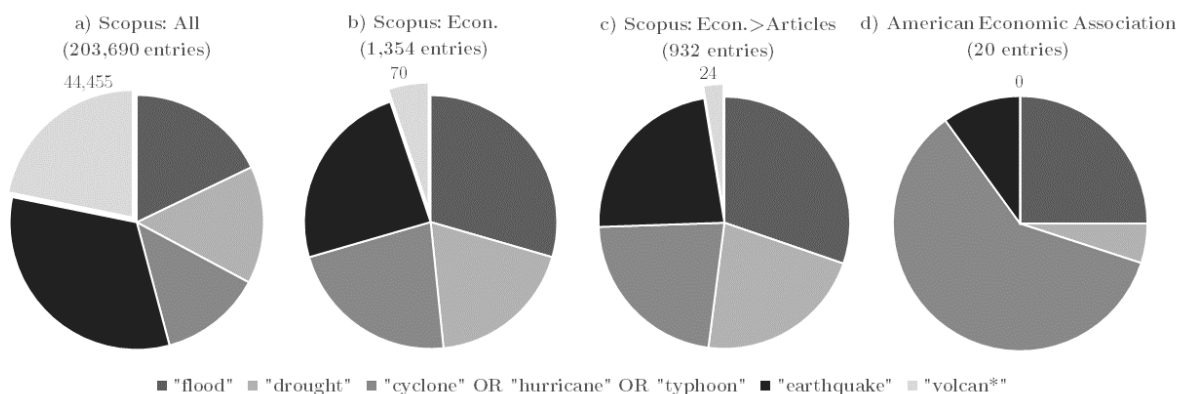 a) Scopus: All
(203,690 entries)
44,455
b) Scopus: Econ.
(1,354 entries)
70
c) Scopus: Econ.>Articles
(932 entries)
24
d) American Economic Association
(20 entries)
0
"flood" "drought" "cyclone" OR "hurricane" OR "typhoon" "earthquake" "volcan*"